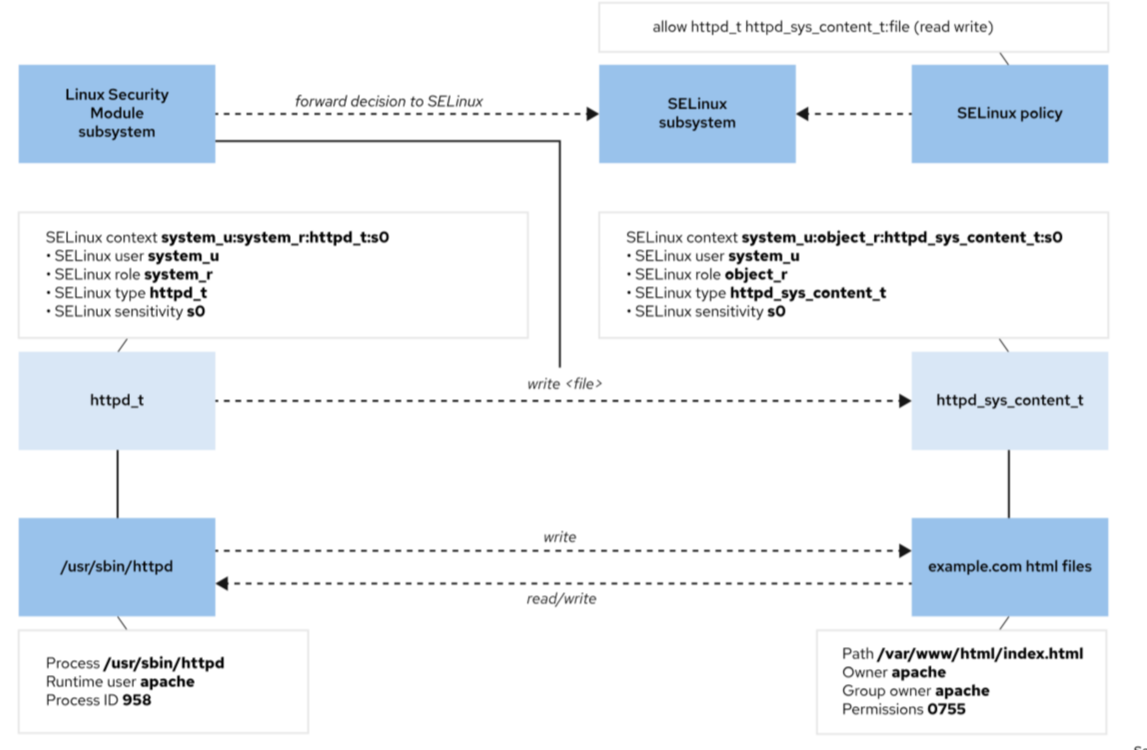 allow httpd_t httpd_sys_content_t:file (read write)
Linux Security
Module
subsystem
forward decision to SELinux
SELinux
subsystem
SELinux policy
SELinux context system_u:system_r:httpd_t:s0
• SELinux user system_u
• SELinux role system_r
• SELinux type httpd_t
• SELinux sensitivity s0
SELinux context system_u:object_r:httpd_sys_content_t:s0
• SELinux user system_u
• SELinux role object_r
• SELinux type httpd_sys_content_t
• SELinux sensitivity s0
httpd_t
write <file>
httpd_sys_content_t
/usr/sbin/httpd
write
read/write
example.com html files
Process /usr/sbin/httpd
Runtime user apache
Process ID 958
Path /var/www/html/index.html
Owner apache
Group owner apache
Permissions 0755